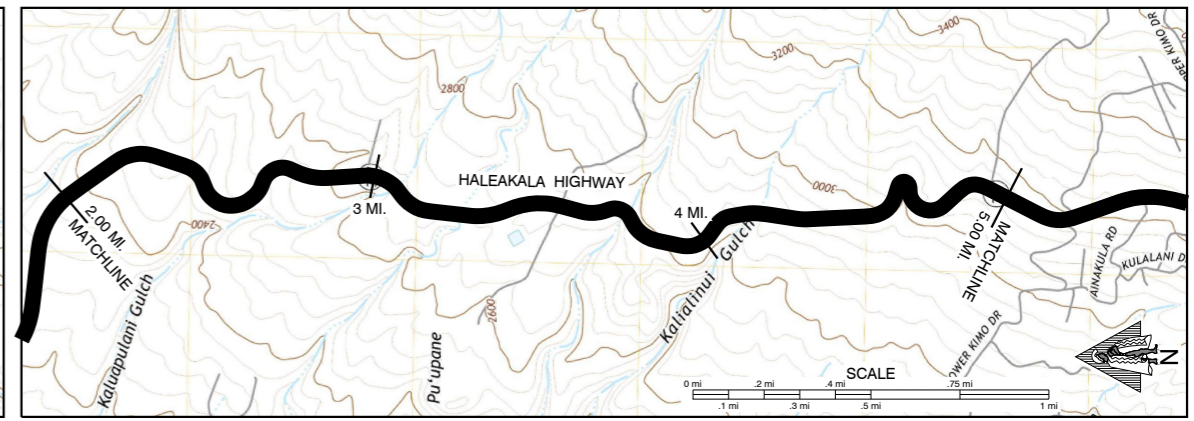 3400
UPPER KIMO DR
3200
2800
HALEAKALA HIGHWAY
3000
3 MI.
4 MI.
2.00 MI.
MATCHLINE
2400
MATCHLINE
5.00 MI.
AINAKULA RD
KULALANI D
Kaluapulani Gulch
Pu'upane
2600
Kalialinui Gulch
OWER KIMO DR
N
SCALE
0 mi .2 mi .4 mi .75 mi
.1 mi .3 mi .5 mi 1 mi